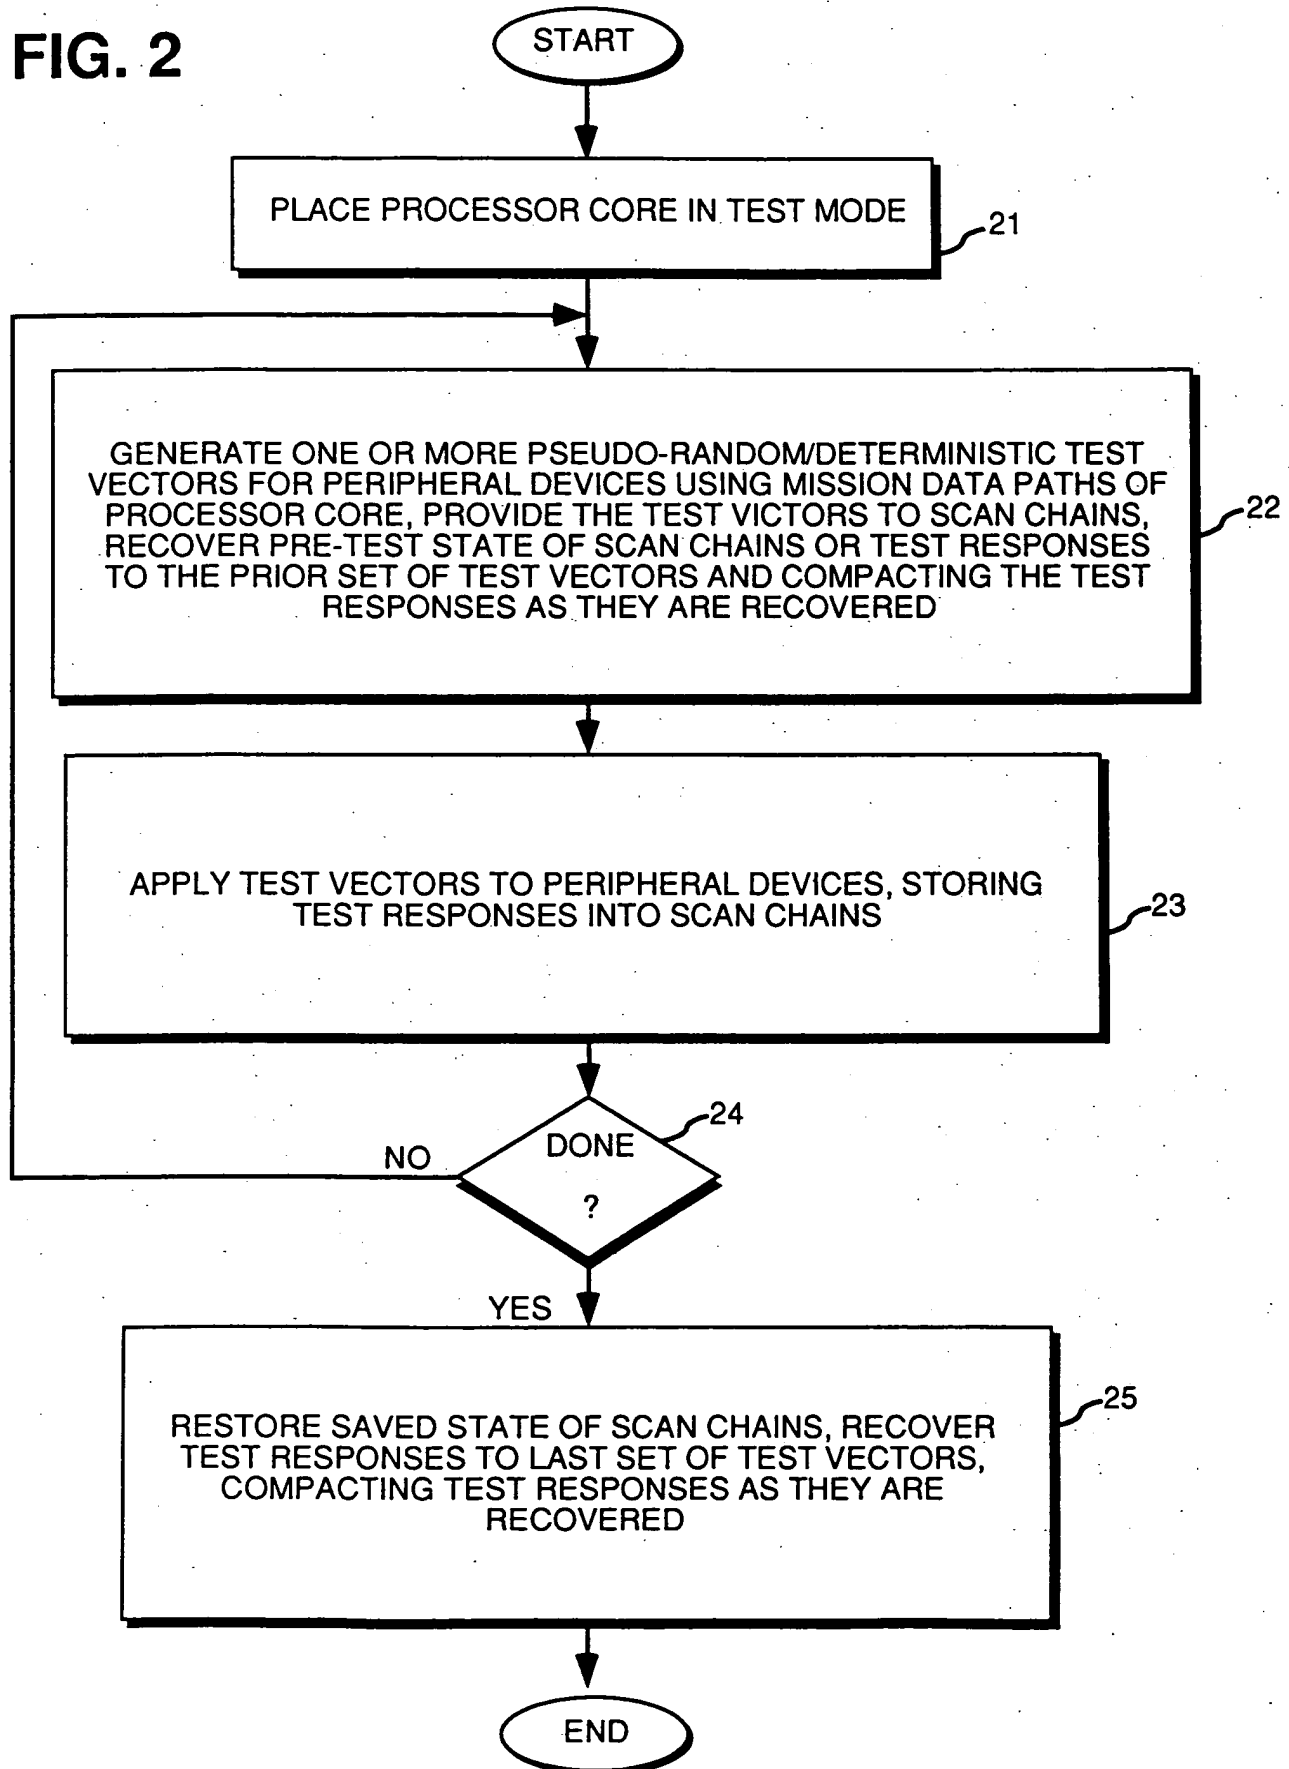 FIG. 2
START
PLACE PROCESSOR CORE IN TEST MODE
21
GENERATE ONE OR MORE PSEUDO-RANDOM/DETERMINISTIC TEST
VECTORS FOR PERIPHERAL DEVICES USING MISSION DATA PATHS OF
PROCESSOR CORE, PROVIDE THE TEST VICTORS TO SCAN CHAINS,
RECOVER PRE-TEST STATE OF SCAN CHAINS OR TEST RESPONSES
TO THE PRIOR SET OF TEST VECTORS AND COMPACTING THE TEST
RESPONSES AS THEY ARE RECOVERED
22
APPLY TEST VECTORS TO PERIPHERAL DEVICES, STORING
TEST RESPONSES INTO SCAN CHAINS
23
24
DONE
?
NO
YES
RESTORE SAVED STATE OF SCAN CHAINS, RECOVER
TEST RESPONSES TO LAST SET OF TEST VECTORS,
COMPACTING TEST RESPONSES AS THEY ARE
RECOVERED
25
END